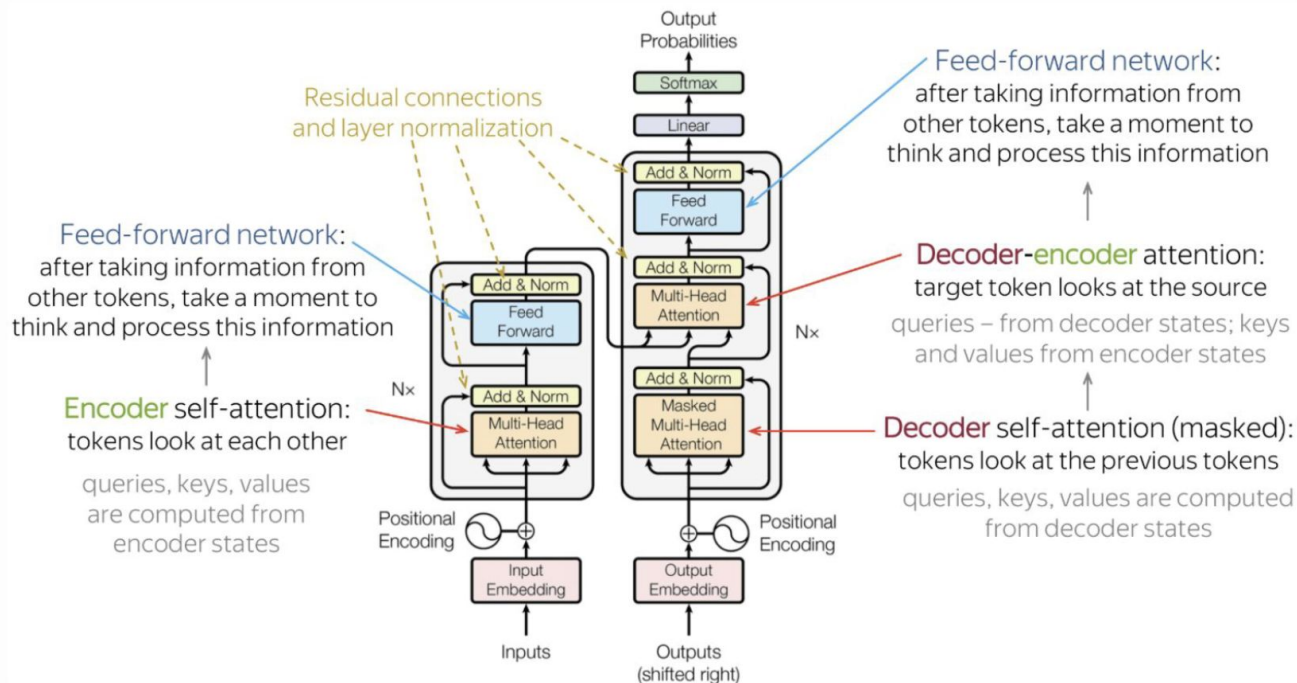 Output
Probabilities
Softmax
Linear
Add & Norm
Feed
Forward
Add & Norm
Multi-Head
Attention
Add & Norm
Masked
Multi-Head
Attention
Nx
Positional
Encoding
Output
Embedding
Outputs
(shifted right)
Residual connections
and layer normalization
Feed-forward network:
after taking information from
other tokens, take a moment to
think and process this information
Encoder self-attention:
tokens look at each other
queries, keys, values
are computed from
encoder states
Nx
Add & Norm
Feed
Forward
Add & Norm
Multi-Head
Attention
Positional
Encoding
Input
Embedding
Inputs
Feed-forward network:
after taking information from
other tokens, take a moment to
think and process this information
Decoder-encoder attention:
target token looks at the source
queries – from decoder states; keys
and values from encoder states
Decoder self-attention (masked):
tokens look at the previous tokens
queries, keys, values are computed
from decoder states